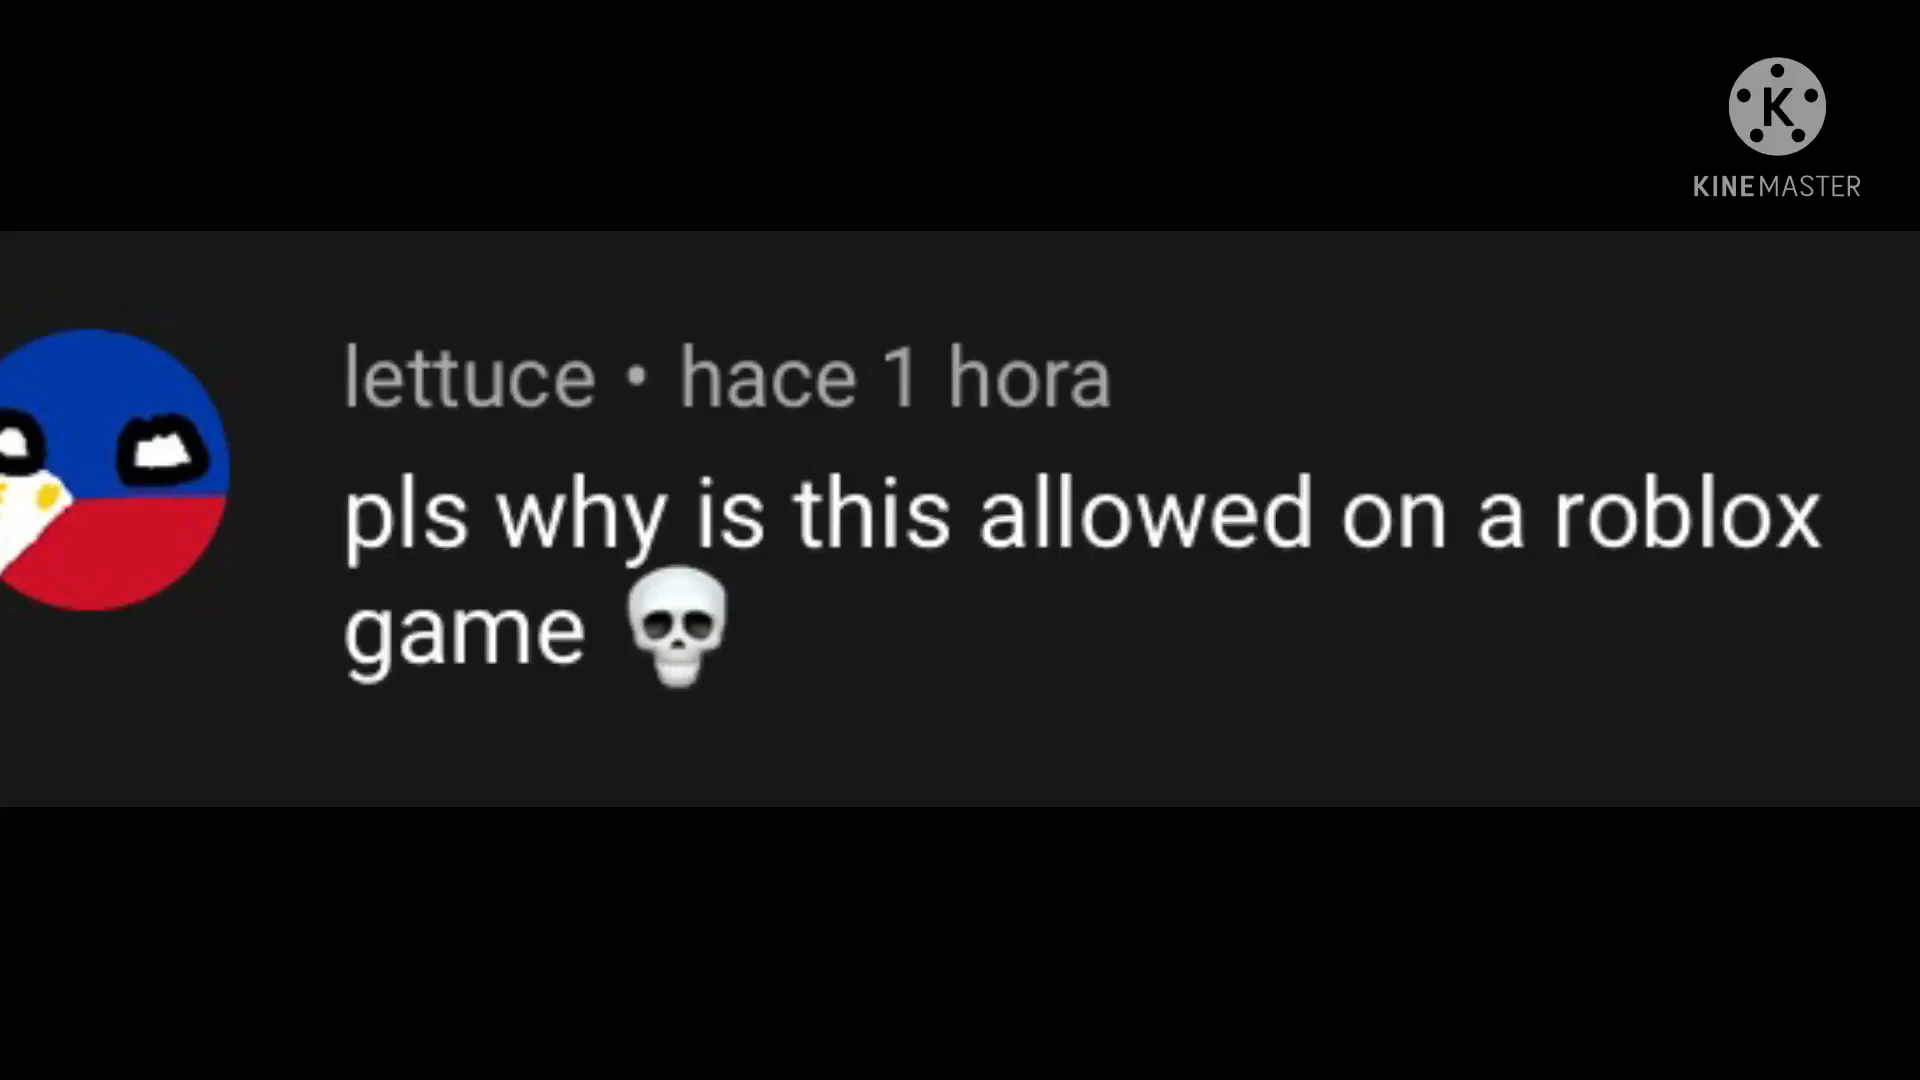 K
KINEMASTER
lettuce • hace 1 hora
pls why is this allowed on a roblox
game 💀